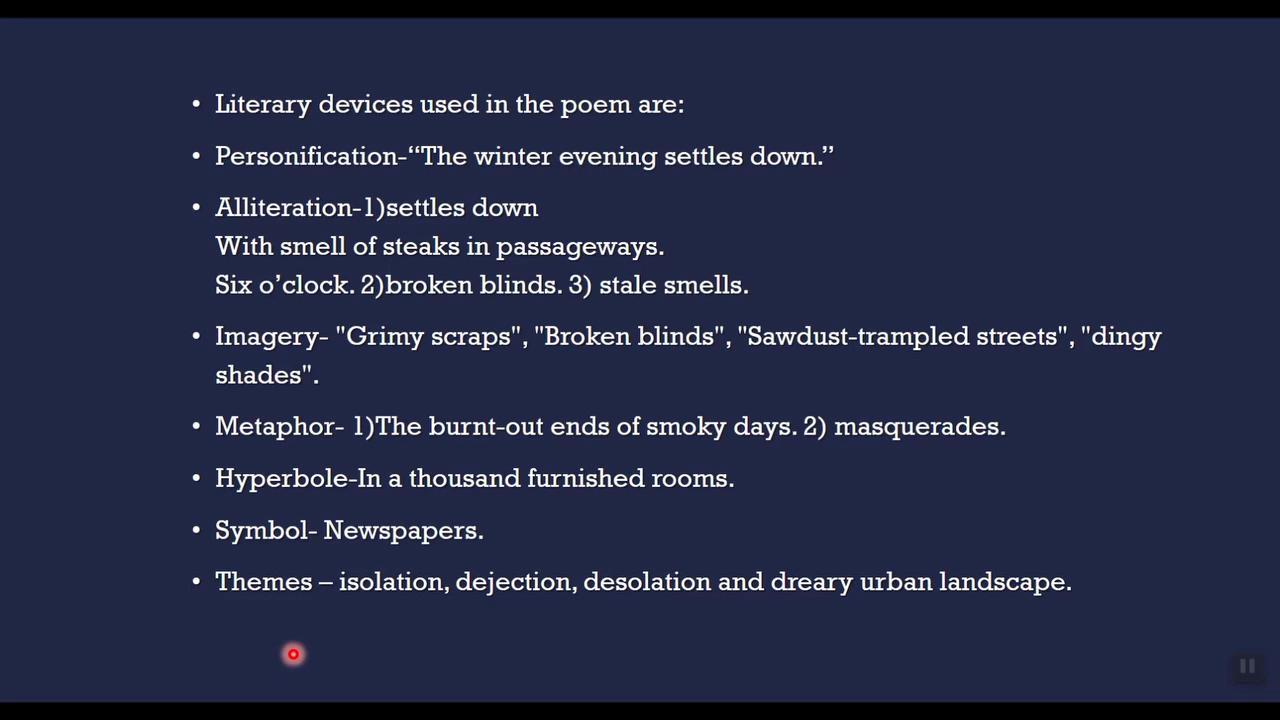 • Literary devices used in the poem are:
• Personification-“The winter evening settles down.”
• Alliteration-1)settles down
With smell of steaks in passageways.
Six o’clock. 2)broken blinds. 3) stale smells.
• Imagery- "Grimy scraps", "Broken blinds", "Sawdust-trampled streets", "dingy
shades".
• Metaphor- 1)The burnt-out ends of smoky days. 2) masquerades.
• Hyperbole-In a thousand furnished rooms.
• Symbol- Newspapers.
• Themes – isolation, dejection, desolation and dreary urban landscape.